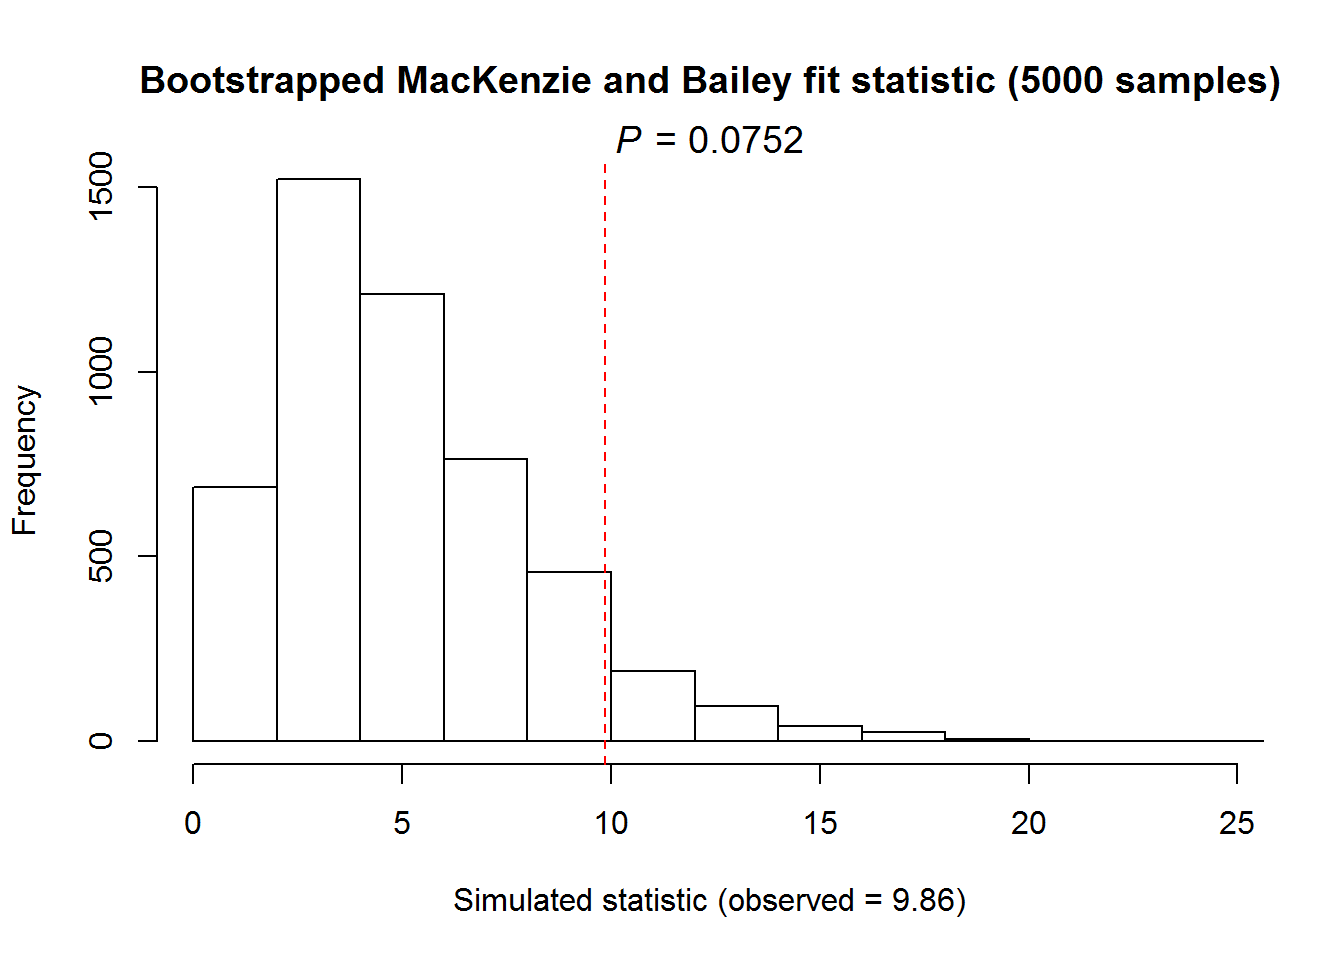 Bootstrapped MacKenzie and Bailey fit statistic (5000 samples)
P = 0.0752
1500
1000
500
0
Frequency
0 5 10 15 20 25
Simulated statistic (observed = 9.86)